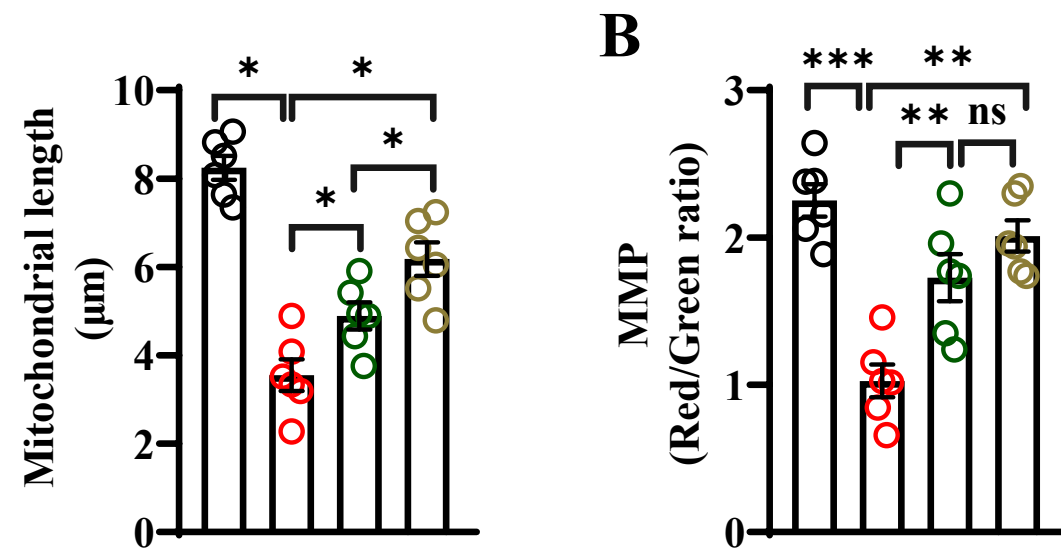 Mitochondrial length
(μm)
10
8
6
4
2
0
*
*
*
*
B
MMP
(Red/Green ratio)
3
2
1
0
***
**
**
ns